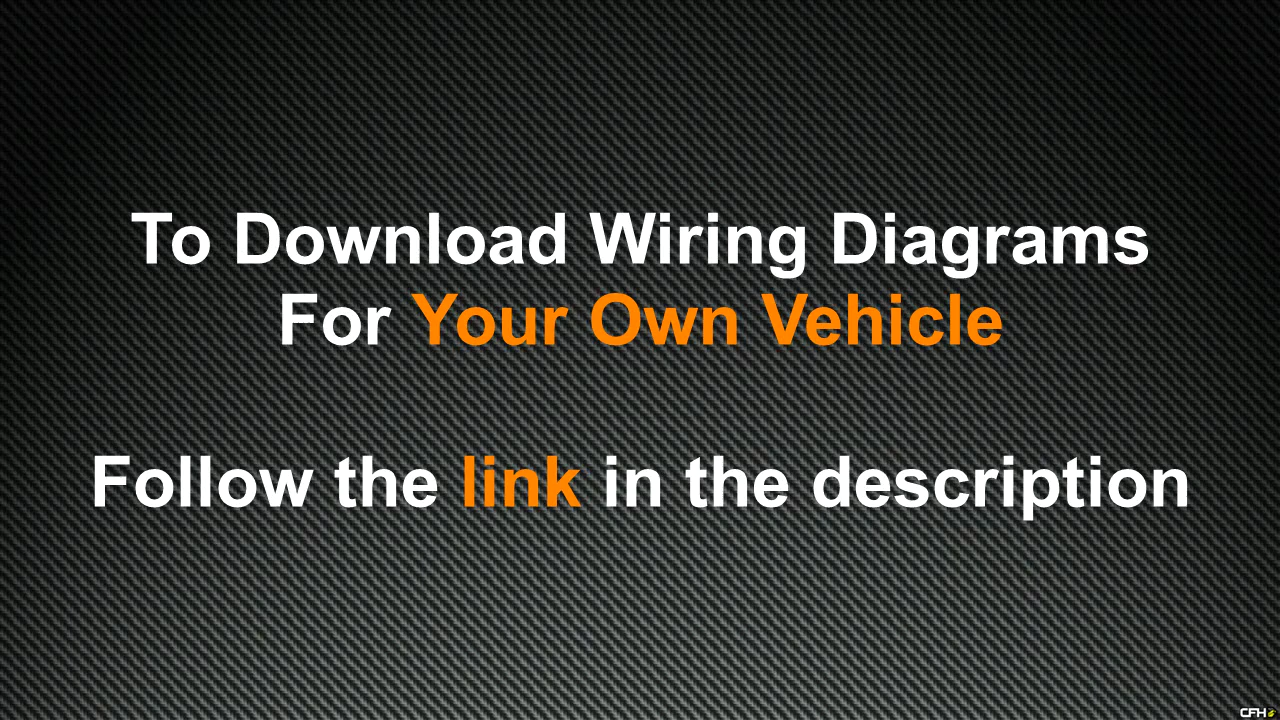 To Download Wiring Diagrams
For Your Own Vehicle
Follow the link in the description
CFH